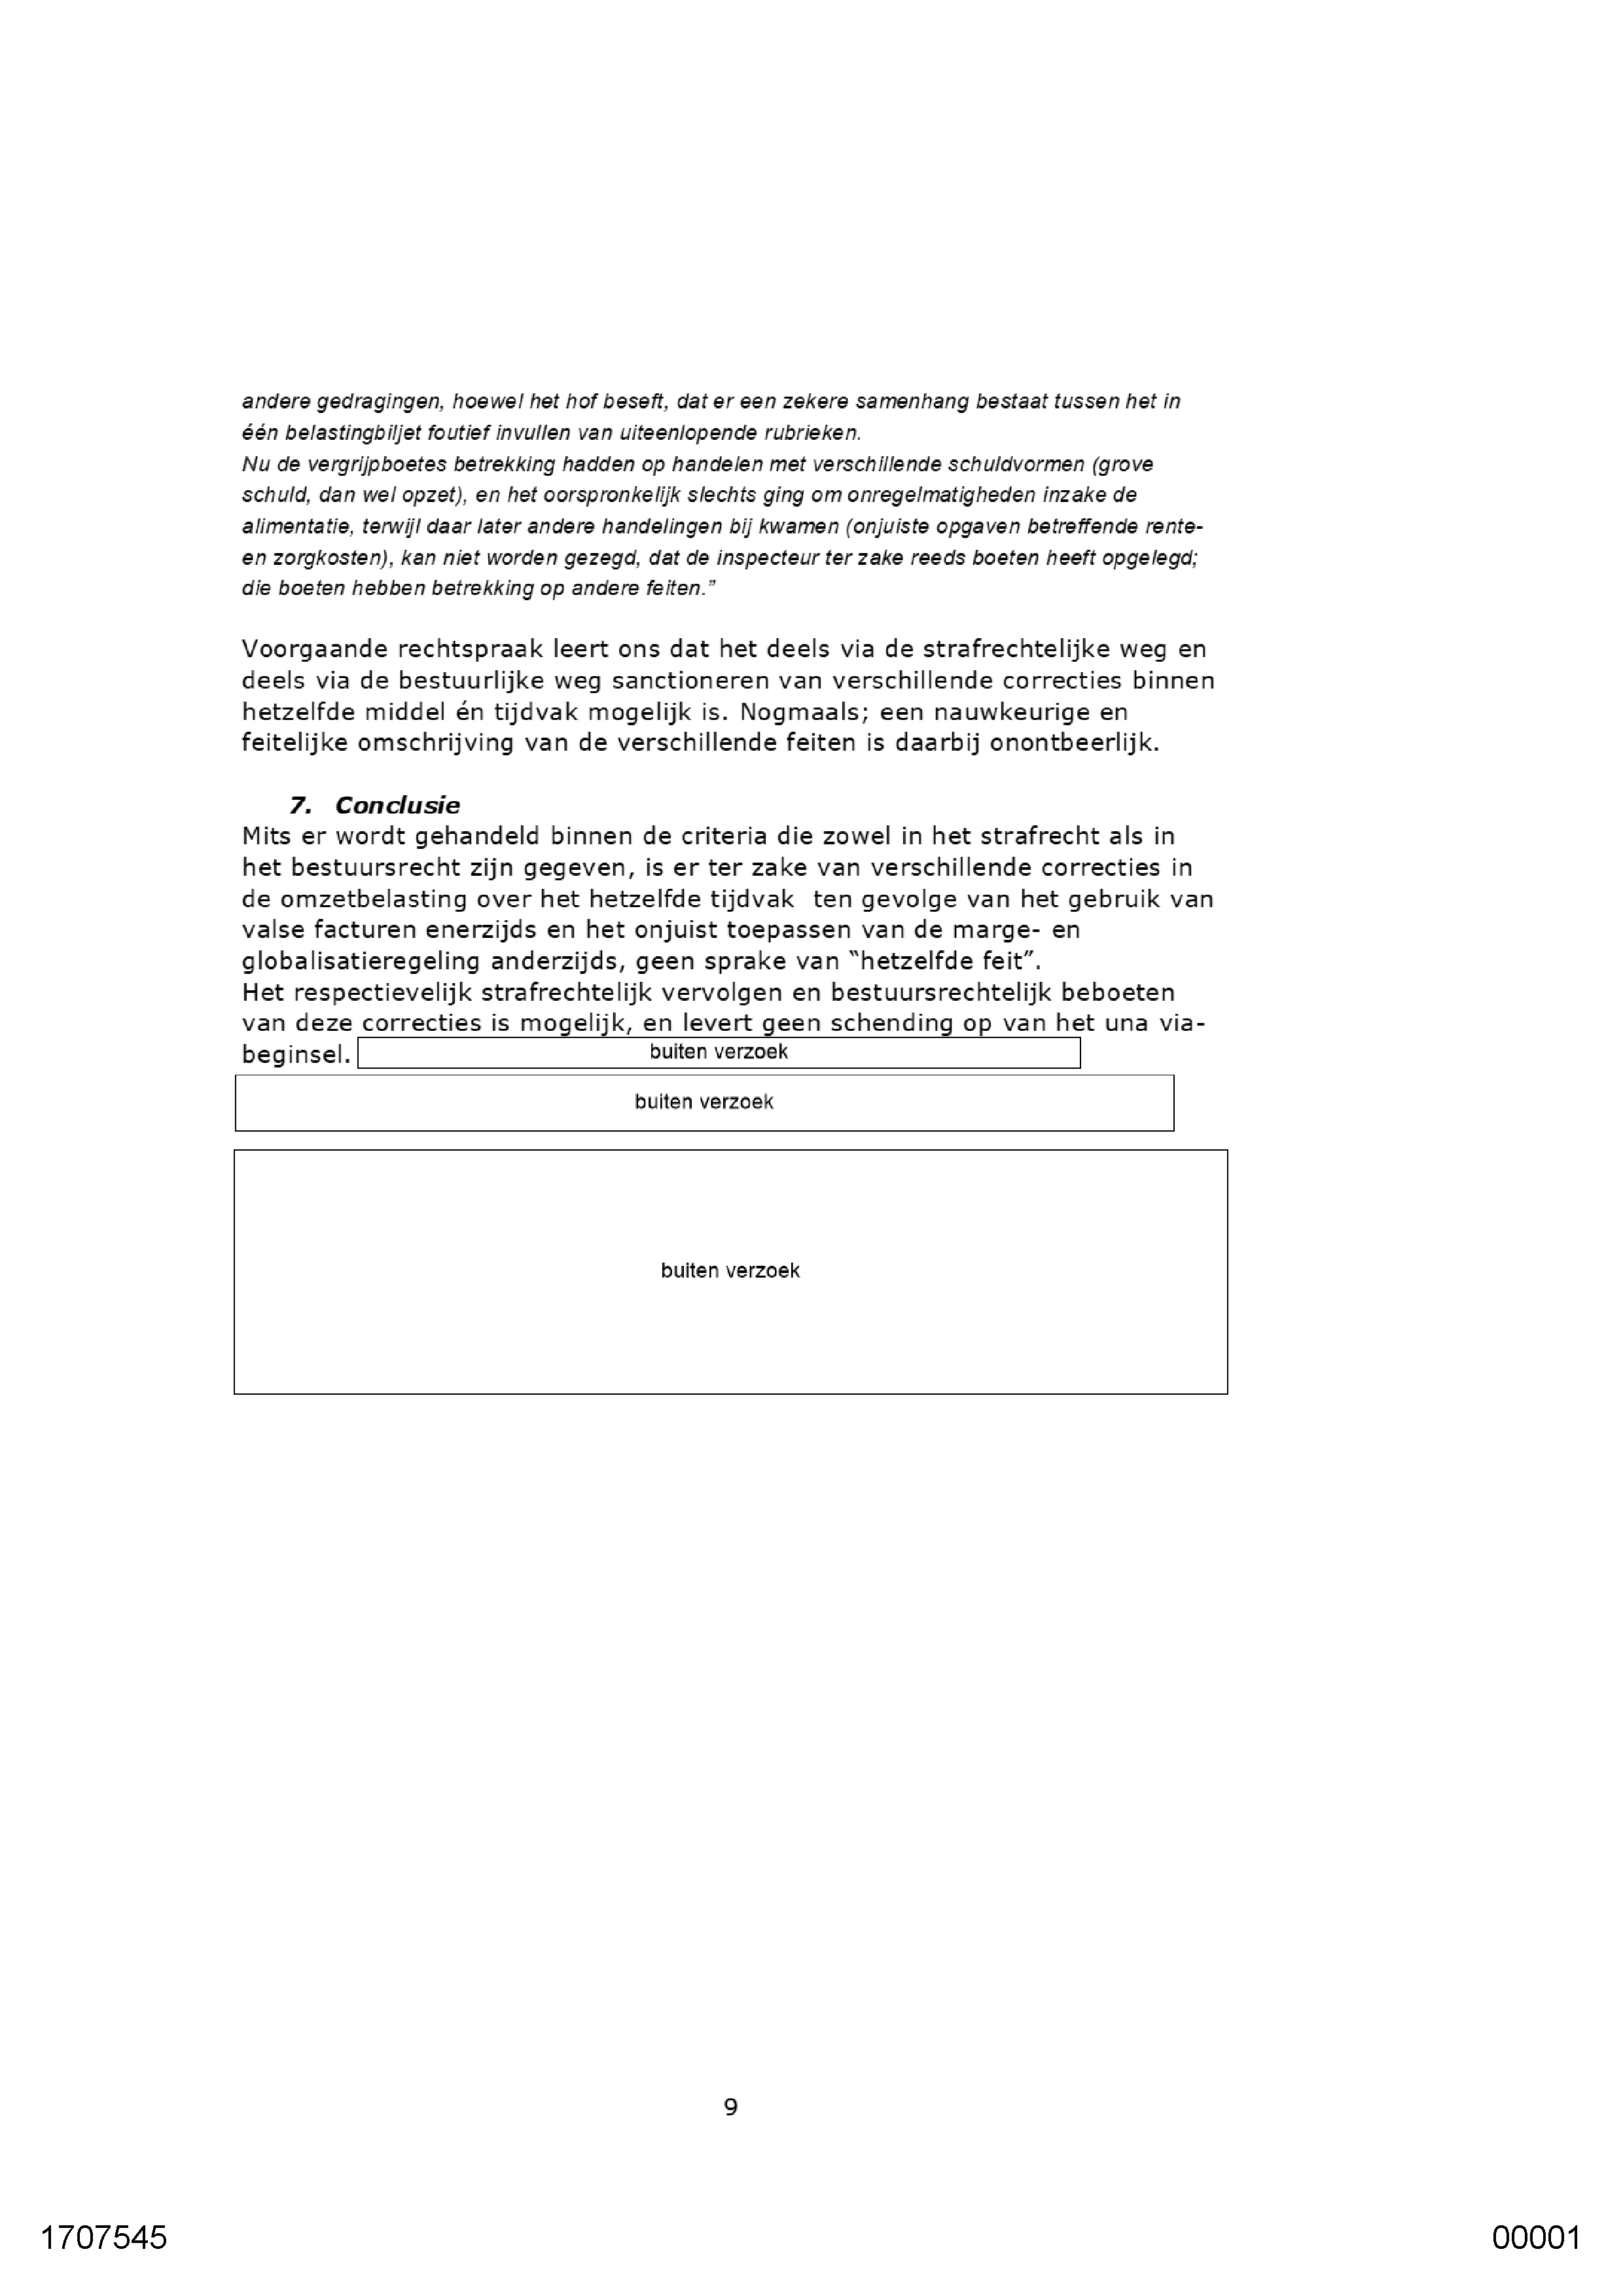 andere gedragingen, hoewel het hof beseft, dat er een zekere samenhang bestaat tussen het in
één belastingbiljet foutief invullen van uiteenlopende rubrieken.
Nu de vergrijpboetes betrekking hadden op handelen met verschillende schuldvormen (grove
schuld, dan wel opzet), en het oorspronkelijk slechts ging om onregelmatigheden inzake de
alimentatie, terwijl daar later andere handelingen bij kwamen (onjuiste opgaven betreffende rente-
en zorgkosten), kan niet worden gezegd, dat de inspecteur ter zake reeds boeten heeft opgelegd;
die boeten hebben betrekking op andere feiten.”
Voorgaande rechtspraak leert ons dat het deels via de strafrechtelijke weg en
deels via de bestuurlijke weg sanctioneren van verschillende correcties binnen
hetzelfde middel én tijdvak mogelijk is. Nogmaals; een nauwkeurige en
feitelijke omschrijving van de verschillende feiten is daarbij onontbeerlijk.
7. Conclusie
Mits er wordt gehandeld binnen de criteria die zowel in het strafrecht als in
het bestuursrecht zijn gegeven, is er ter zake van verschillende correcties in
de omzetbelasting over het hetzelfde tijdvak  ten gevolge van het gebruik van
valse facturen enerzijds en het onjuist toepassen van de marge- en
globalisatieregeling anderzijds, geen sprake van “hetzelfde feit”.
Het respectievelijk strafrechtelijk vervolgen en bestuursrechtelijk beboeten
van deze correcties is mogelijk, en levert geen schending op van het una via-
beginsel. buiten verzoek
buiten verzoek
buiten verzoek
9
1707545 00001